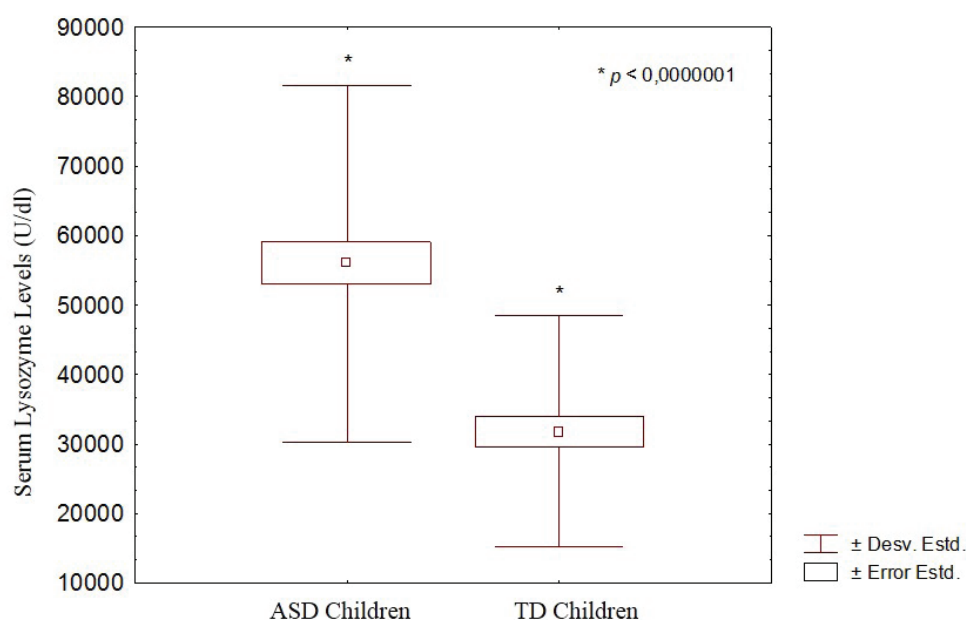 90000
80000
70000
60000
50000
40000
30000
20000
10000
Serum Lysozyme Levels (U/dl)
*
* p < 0,0000001
*
ASD Children
TD Children
± Desv. Estd.
± Error Estd.